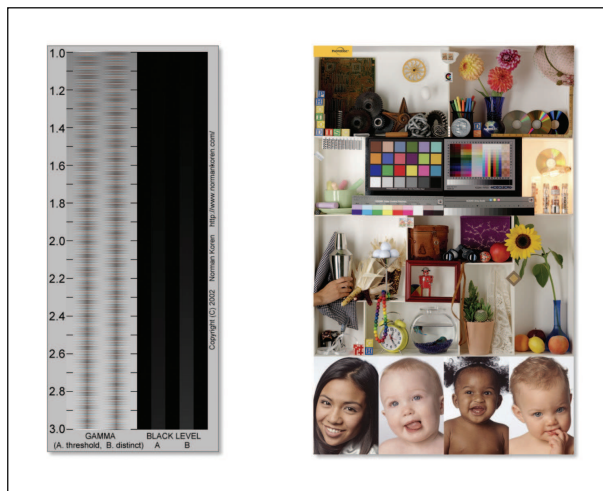 1.0
1.2
1.4
1.6
1.8
2.0
2.2
2.4
2.6
2.8
3.0
GAMMA
(A. threshold, B. distinct)
BLACK LEVEL
A B
Copyright (C) 2002 Norman Koren http://www.normankoren.com/